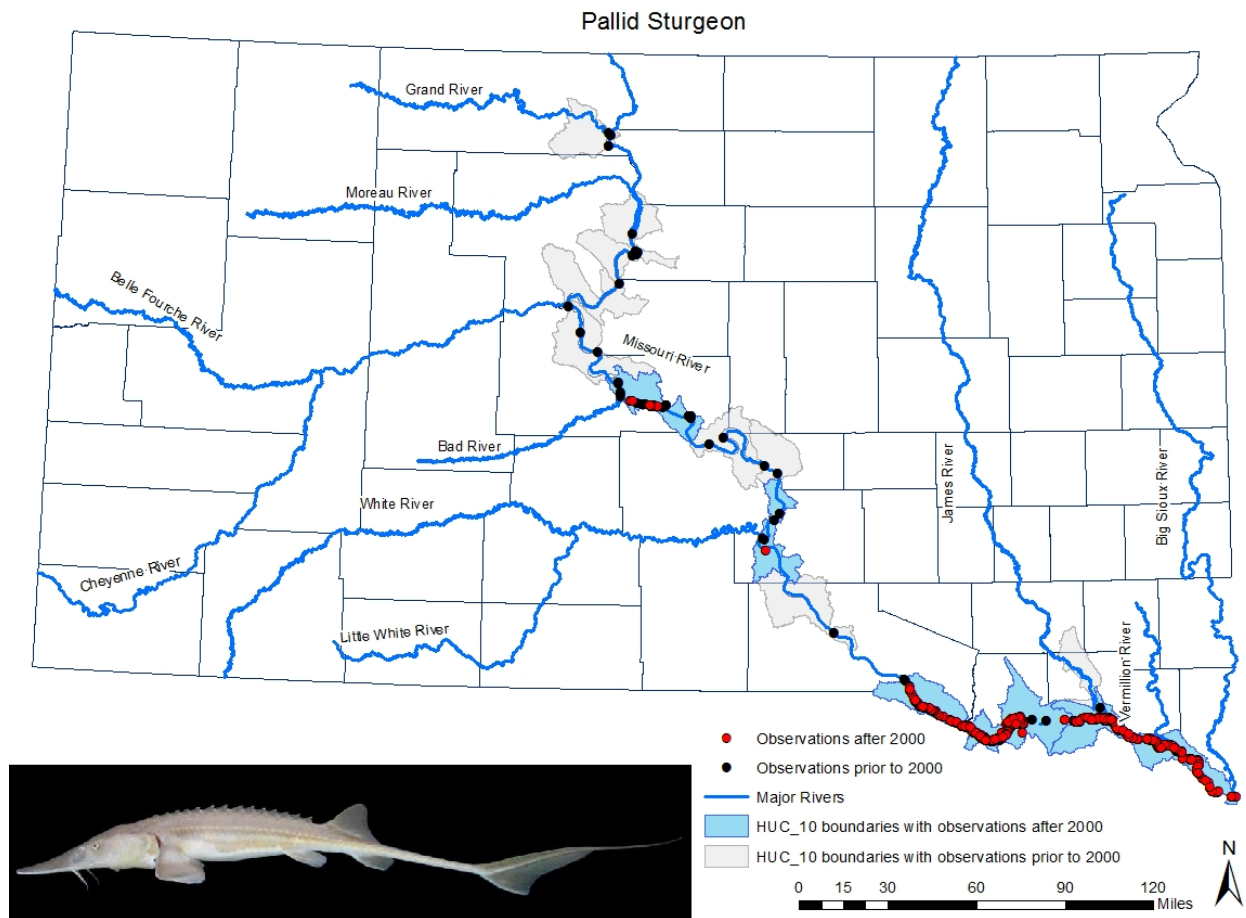 Pallid Sturgeon
Grand River
Moreau River
Belle Fourche River
Missouri River
Bad River
White River
James River
Big Sioux River
Cheyenne River
Little White River
Vermillion River
Observations after 2000
Observations prior to 2000
Major Rivers
HUC_10 boundaries with observations after 2000
HUC_10 boundaries with observations prior to 2000
N
0 15 30 60 90 120
Miles